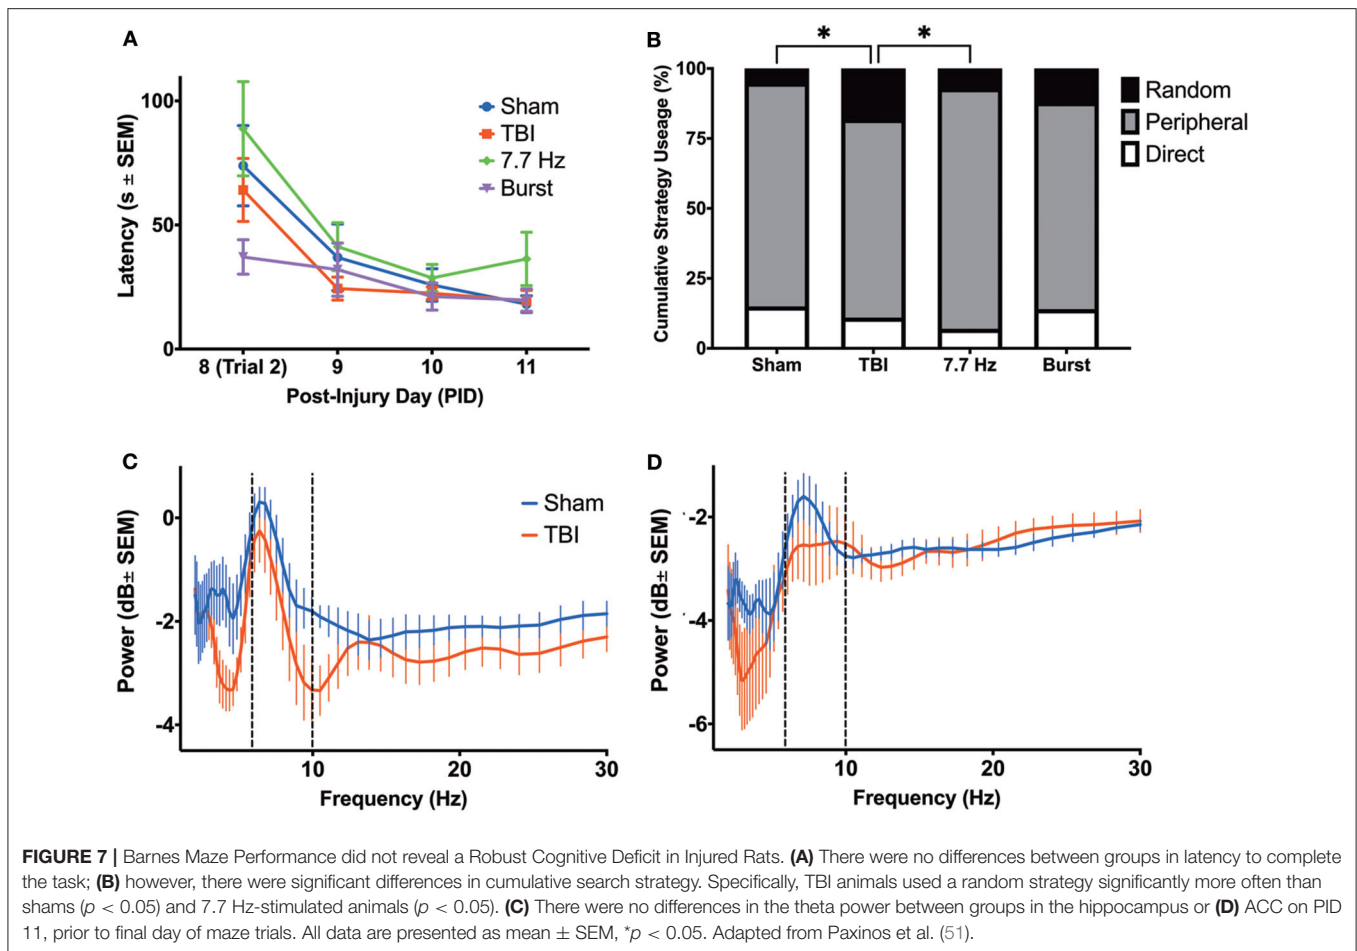 A
100
50
0
Latency (s ± SEM)
Sham
TBI
7.7 Hz
Burst
8 (Trial 2) 9 10 11
Post-Injury Day (PID)
B
* *
100
75
50
25
0
Cumulative Strategy Useage (%)
Random
Peripheral
Direct
Sham TBI 7.7 Hz Burst
C
0
-2
-4
Power (dB± SEM)
Sham
TBI
10 20 30
Frequency (Hz)
D
-2
-4
-6
Power (dB± SEM)
10 20 30
Frequency (Hz)
FIGURE 7 | Barnes Maze Performance did not reveal a Robust Cognitive Deficit in Injured Rats. (A) There were no differences between groups in latency to complete
the task; (B) however, there were significant differences in cumulative search strategy. Specifically, TBI animals used a random strategy significantly more often than
shams (p < 0.05) and 7.7 Hz-stimulated animals (p < 0.05). (C) There were no differences in the theta power between groups in the hippocampus or (D) ACC on PID
11, prior to final day of maze trials. All data are presented as mean ± SEM, *p < 0.05. Adapted from Paxinos et al. (51).